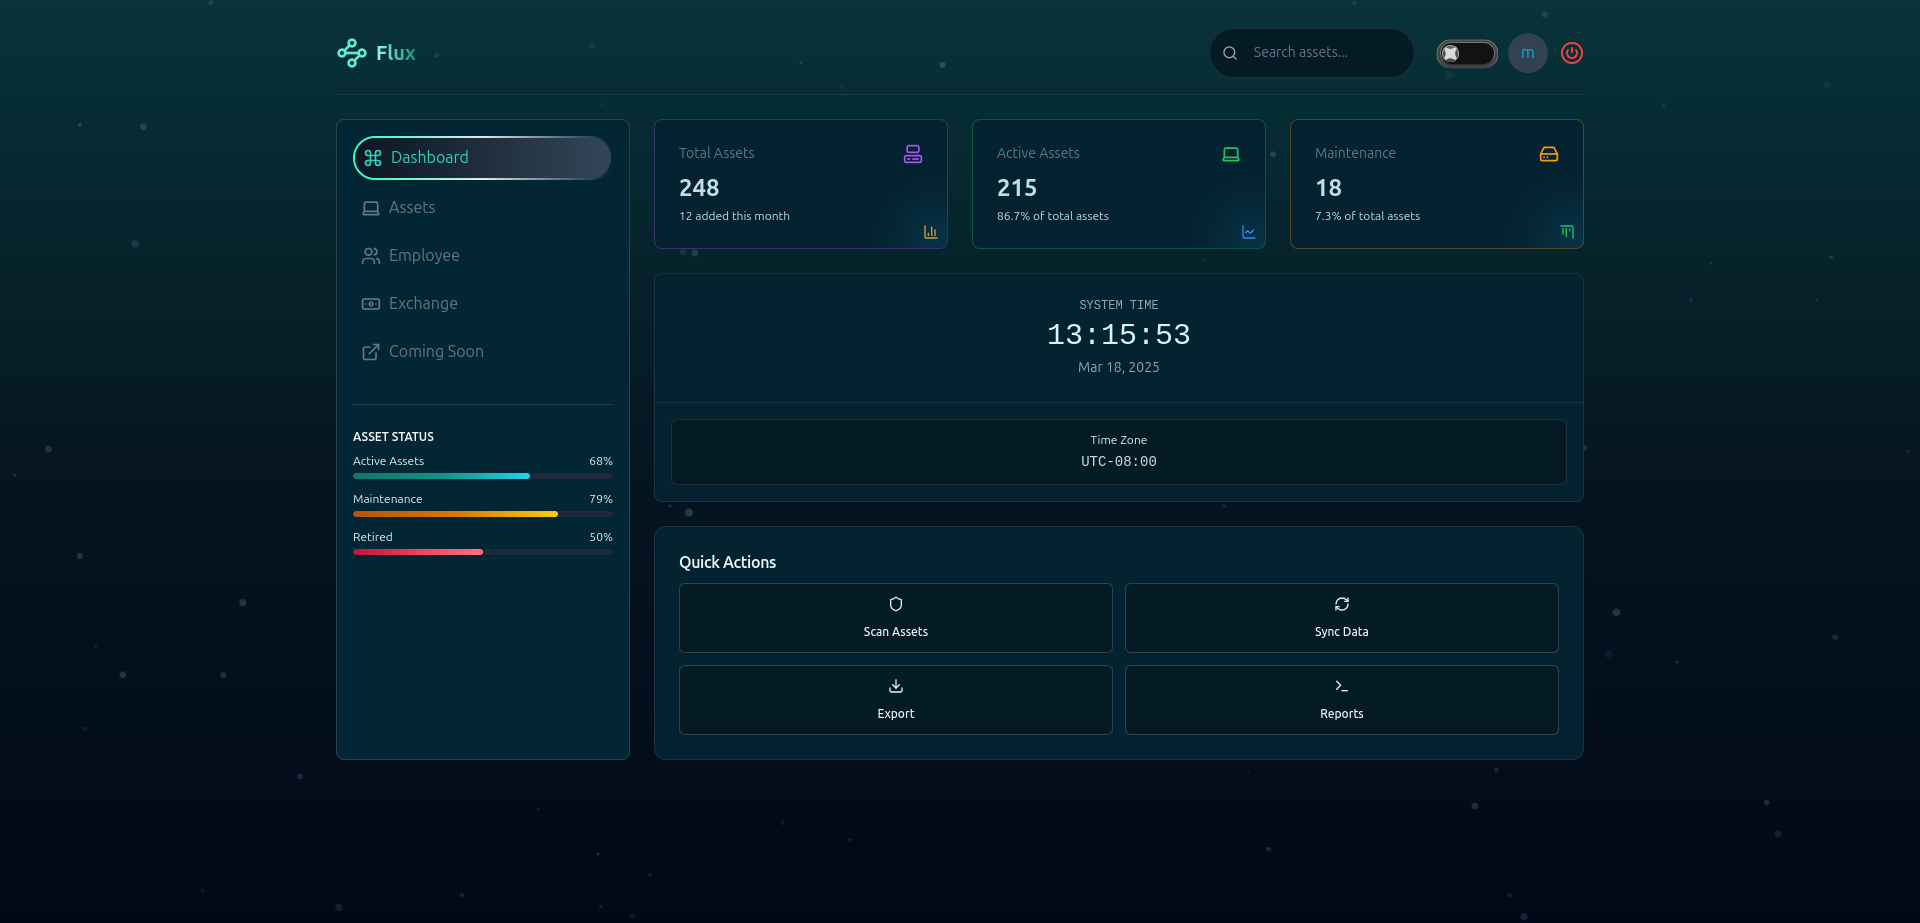 Flux
Search assets...
m
Dashboard
Assets
Employee
Exchange
Coming Soon
ASSET STATUS
Active Assets 68%
Maintenance 79%
Retired 50%
Total Assets
248
12 added this month
Active Assets
215
86.7% of total assets
Maintenance
18
7.3% of total assets
SYSTEM TIME
13:15:53
Mar 18, 2025
Time Zone
UTC-08:00
Quick Actions
Scan Assets
Sync Data
Export
Reports